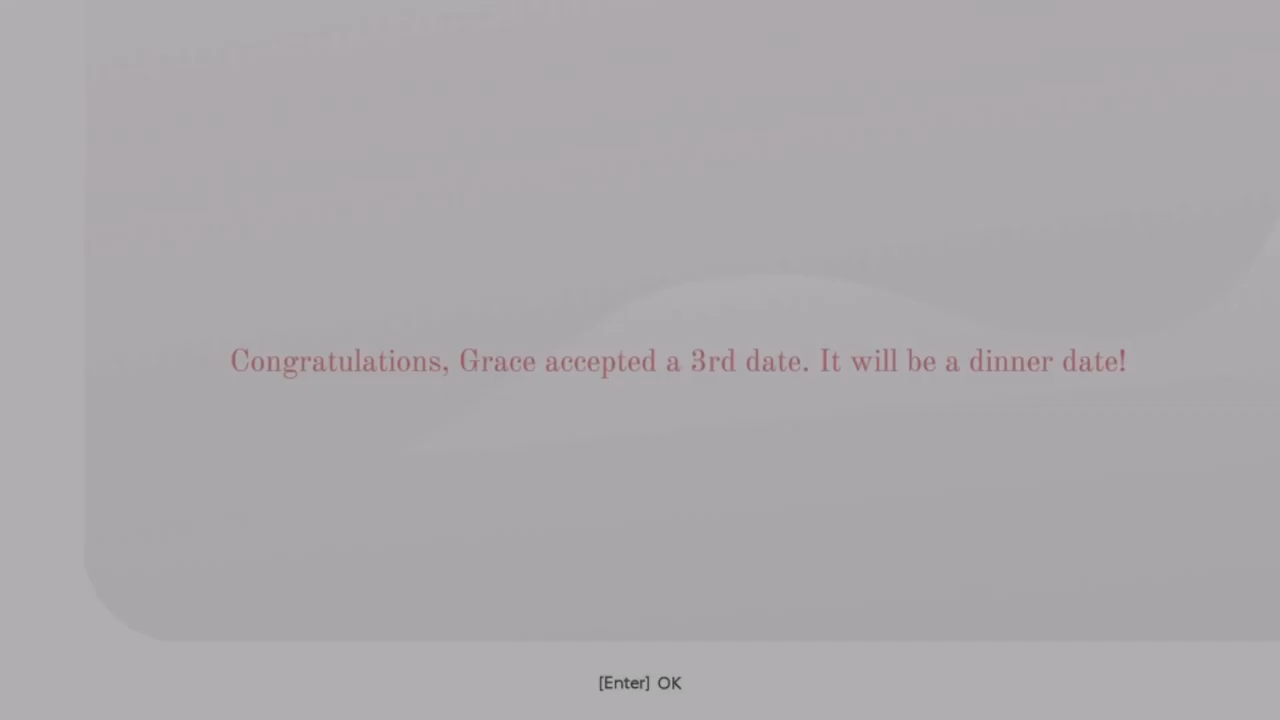 Congratulations, Grace accepted a 3rd date. It will be a dinner date!
[Enter] OK